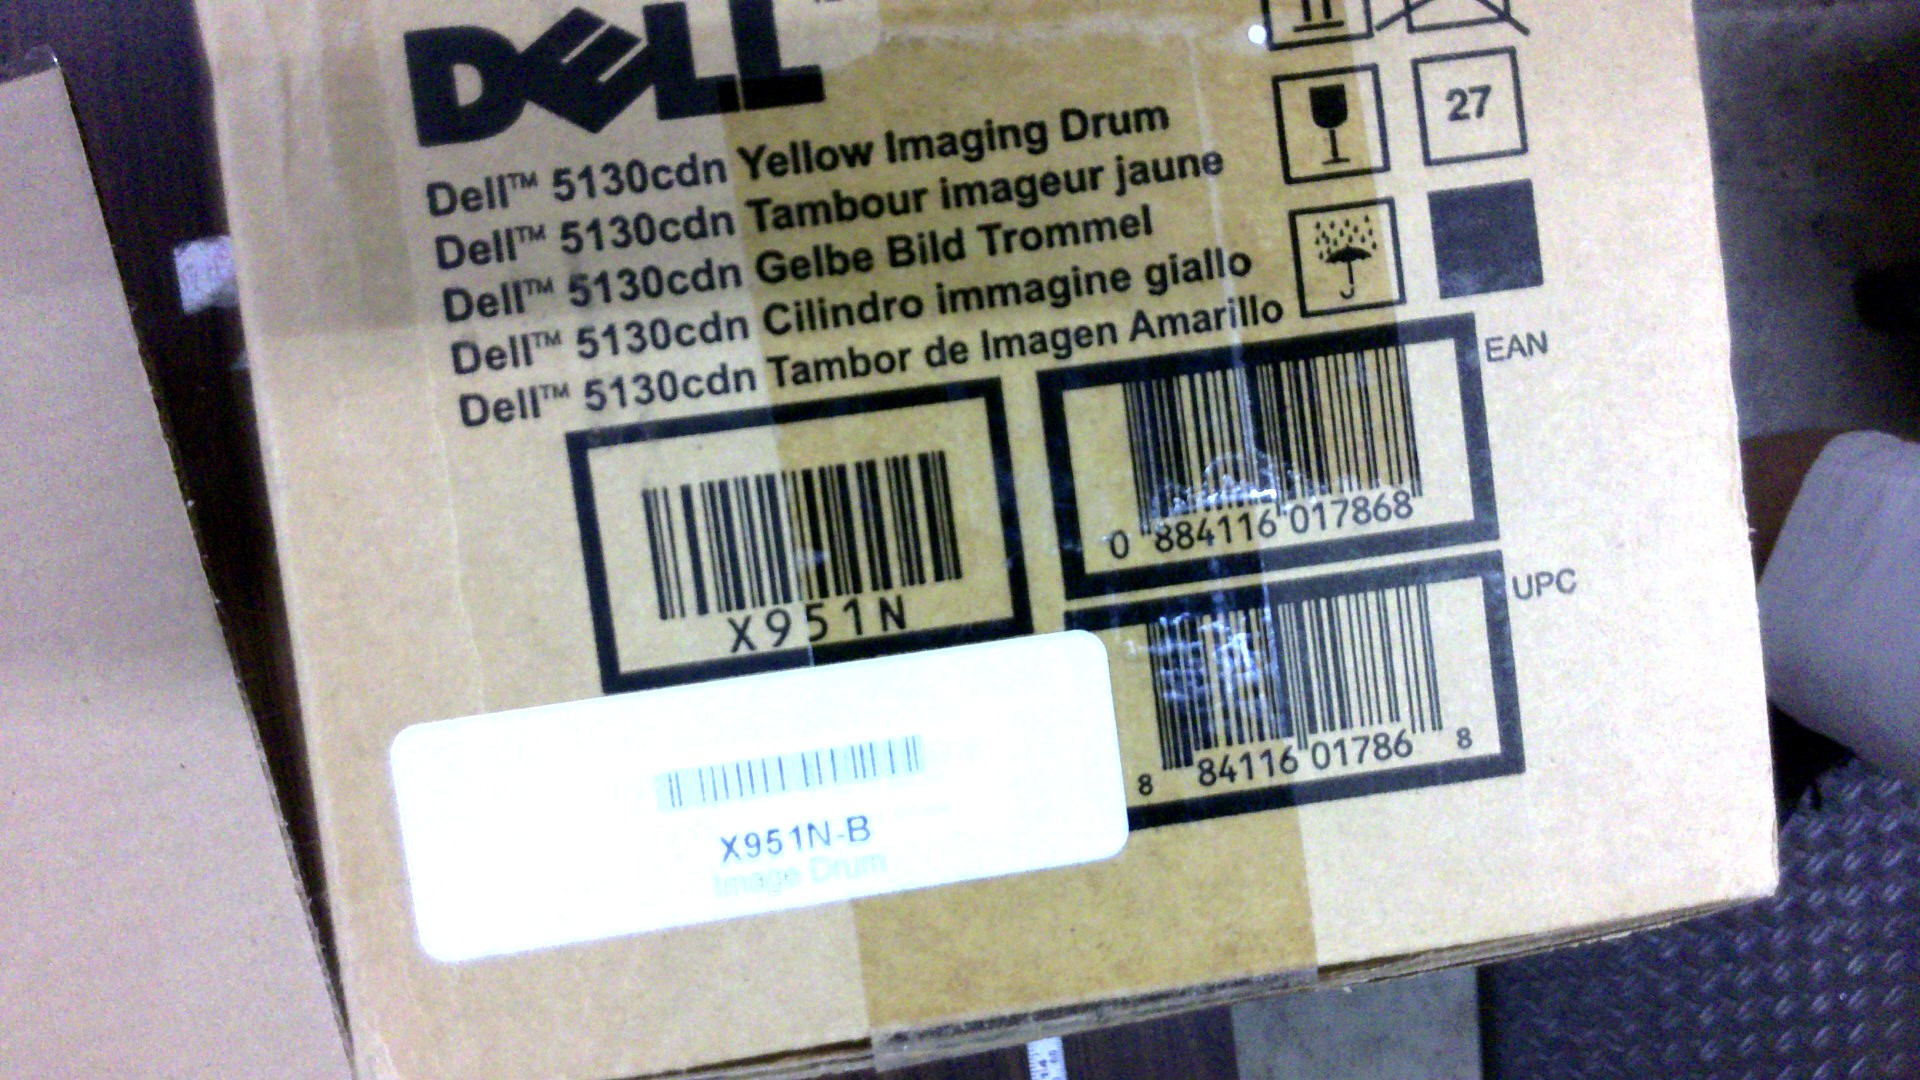 DELL
27
Dell™ 5130cdn Yellow Imaging Drum
Dell™ 5130cdn Tambour imageur jaune
Dell™ 5130cdn Gelbe Bild Trommel
Dell™ 5130cdn Cilindro immagine giallo
Dell™ 5130cdn Tambor de Imagen Amarillo
EAN
0 884116 017868
X951N
UPC
8 84116 01786 8
X951N-B
Image Drum